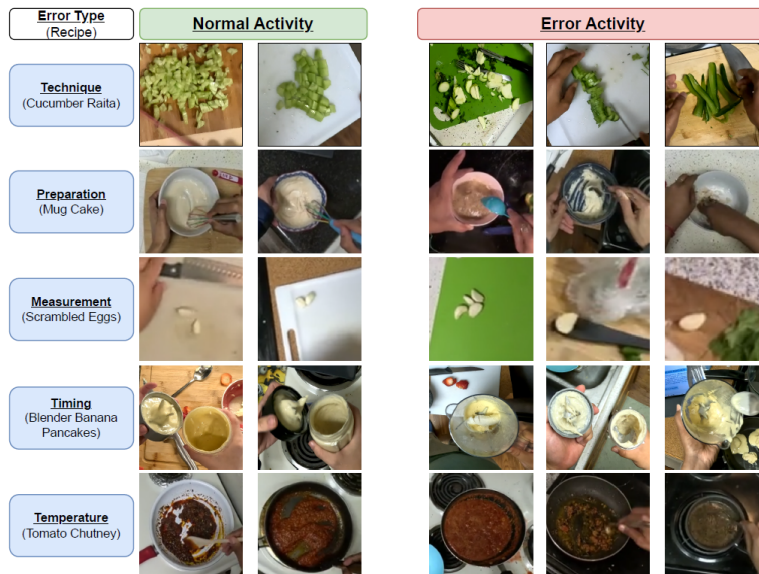 Error Type
(Recipe)
Normal Activity
Error Activity
Technique
(Cucumber Raita)
Preparation
(Mug Cake)
Measurement
(Scrambled Eggs)
Timing
(Blender Banana
Pancakes)
Temperature
(Tomato Chutney)